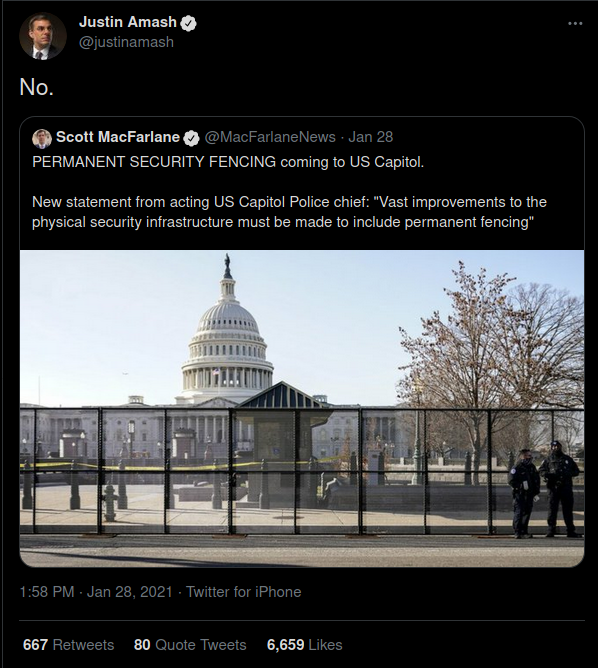 Justin Amash
@justinamash
No.
Scott MacFarlane @MacFarlaneNews · Jan 28
PERMANENT SECURITY FENCING coming to US Capitol.
New statement from acting US Capitol Police chief: "Vast improvements to the
physical security infrastructure must be made to include permanent fencing"
1:58 PM · Jan 28, 2021 · Twitter for iPhone
667 Retweets 80 Quote Tweets 6,659 Likes